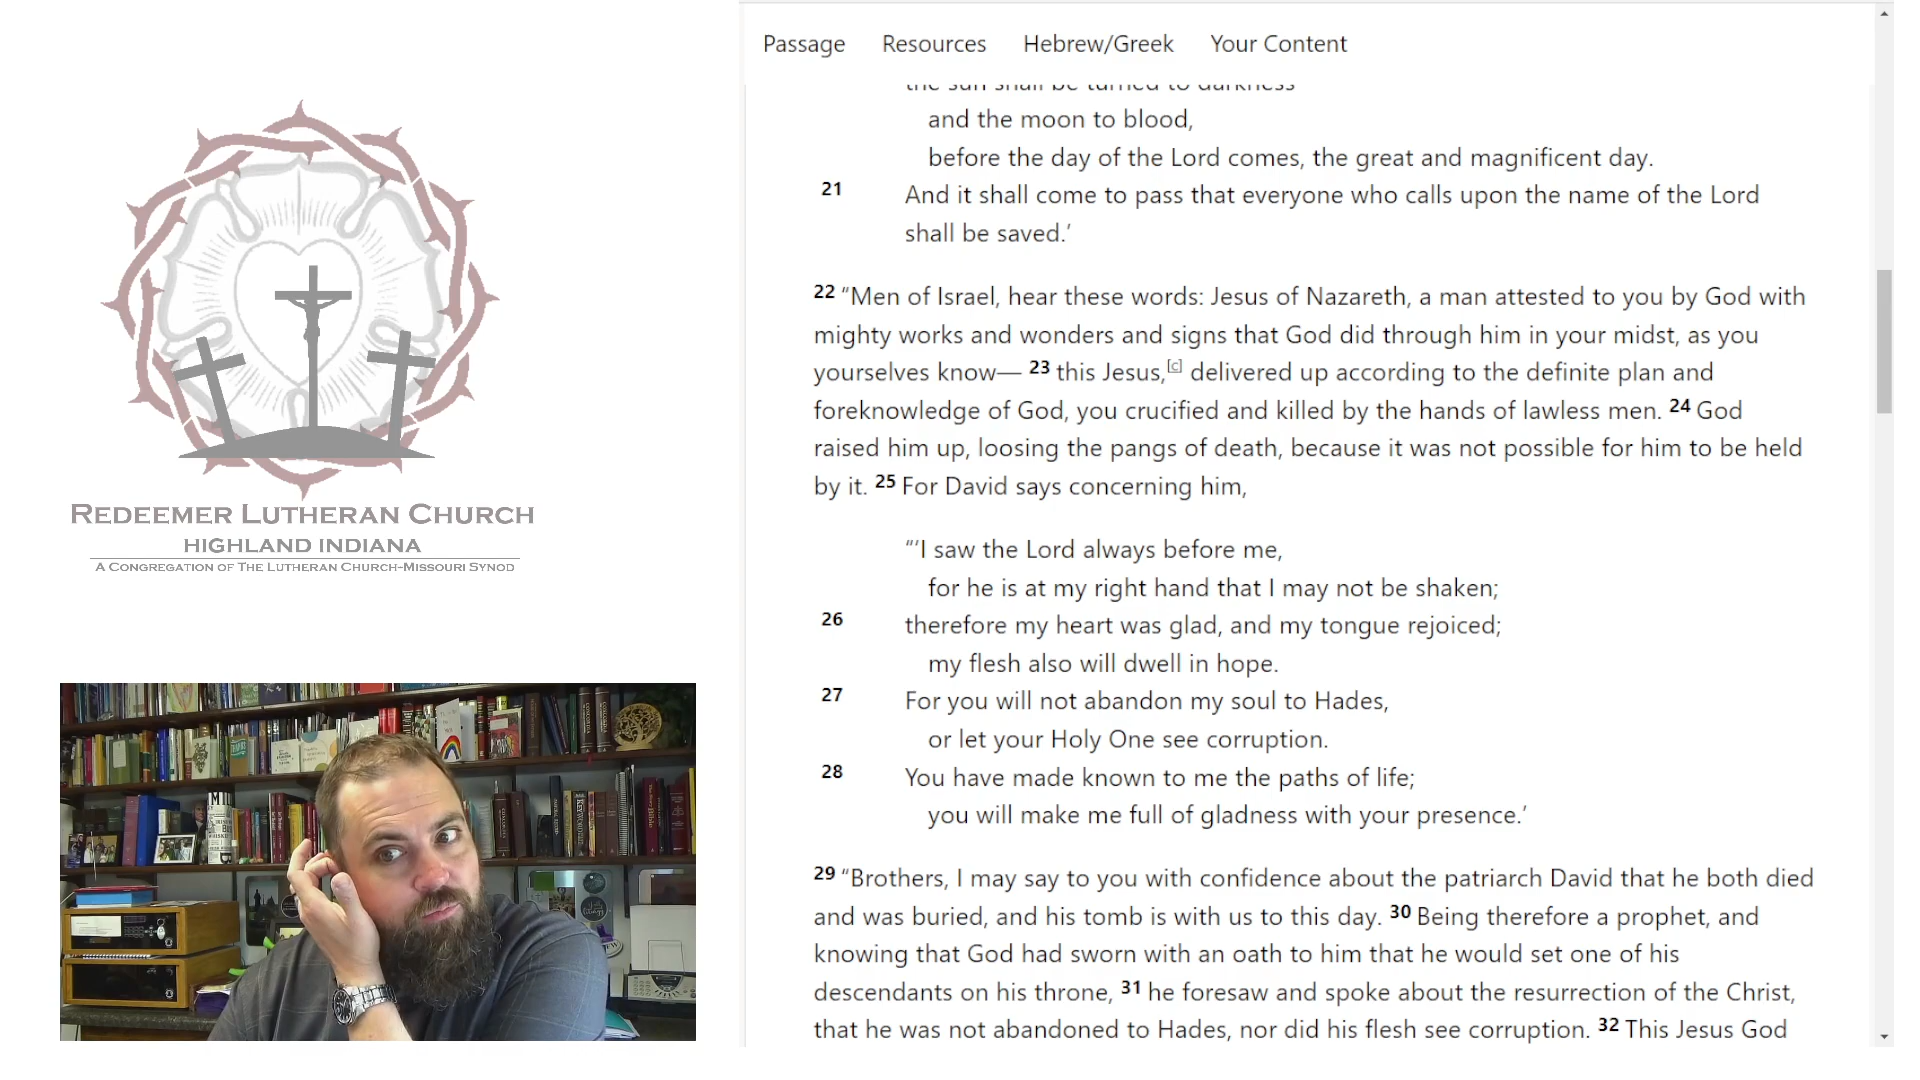 Passage Resources Hebrew/Greek Your Content
the sun shall be turned to darkness
and the moon to blood,
before the day of the Lord comes, the great and magnificent day.
21 And it shall come to pass that everyone who calls upon the name of the Lord
shall be saved.’
22 “Men of Israel, hear these words: Jesus of Nazareth, a man attested to you by God with
mighty works and wonders and signs that God did through him in your midst, as you
yourselves know— 23 this Jesus,[c] delivered up according to the definite plan and
foreknowledge of God, you crucified and killed by the hands of lawless men. 24 God
raised him up, loosing the pangs of death, because it was not possible for him to be held
by it. 25 For David says concerning him,
“‘I saw the Lord always before me,
for he is at my right hand that I may not be shaken;
26 therefore my heart was glad, and my tongue rejoiced;
my flesh also will dwell in hope.
27 For you will not abandon my soul to Hades,
or let your Holy One see corruption.
28 You have made known to me the paths of life;
you will make me full of gladness with your presence.’
29 “Brothers, I may say to you with confidence about the patriarch David that he both died
and was buried, and his tomb is with us to this day. 30 Being therefore a prophet, and
knowing that God had sworn with an oath to him that he would set one of his
descendants on his throne, 31 he foresaw and spoke about the resurrection of the Christ,
that he was not abandoned to Hades, nor did his flesh see corruption. 32 This Jesus God
REDEEMER LUTHERAN CHURCH
HIGHLAND INDIANA
A CONGREGATION OF THE LUTHERAN CHURCH-MISSOURI SYNOD